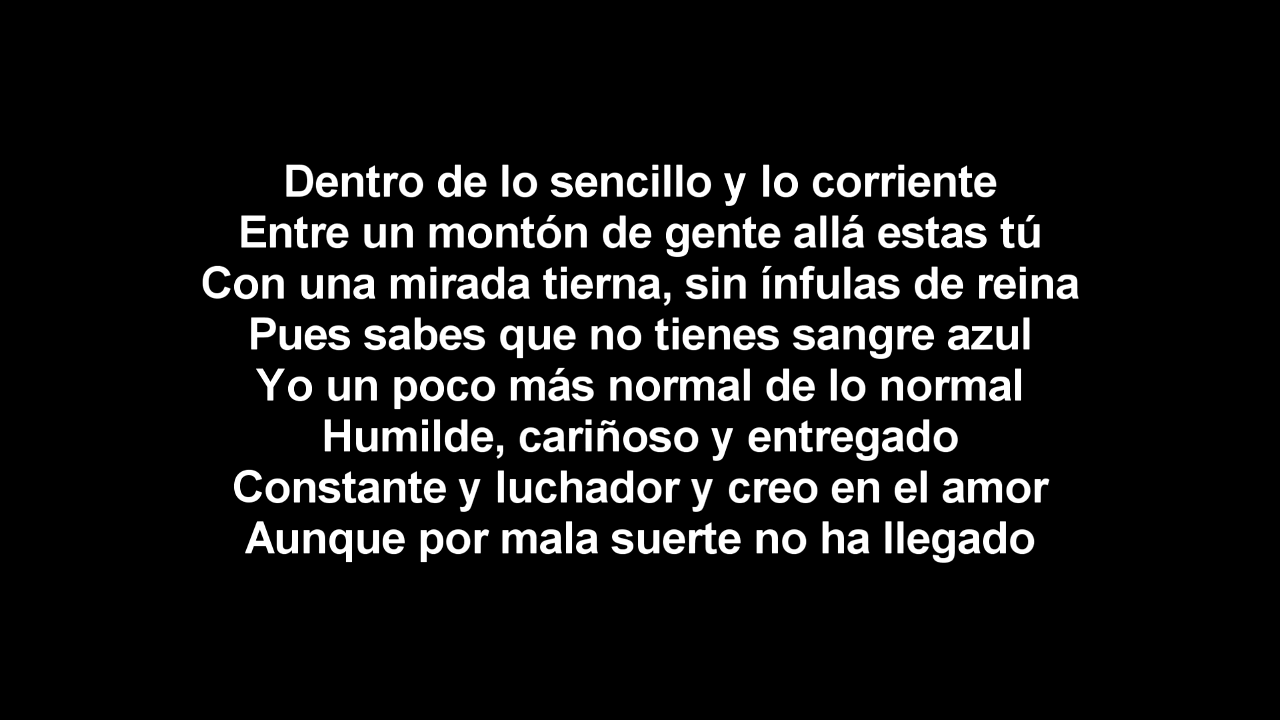 Dentro de lo sencillo y lo corriente
Entre un montón de gente allá estas tú
Con una mirada tierna, sin ínfulas de reina
Pues sabes que no tienes sangre azul
Yo un poco más normal de lo normal
Humilde, cariñoso y entregado
Constante y luchador y creo en el amor
Aunque por mala suerte no ha llegado